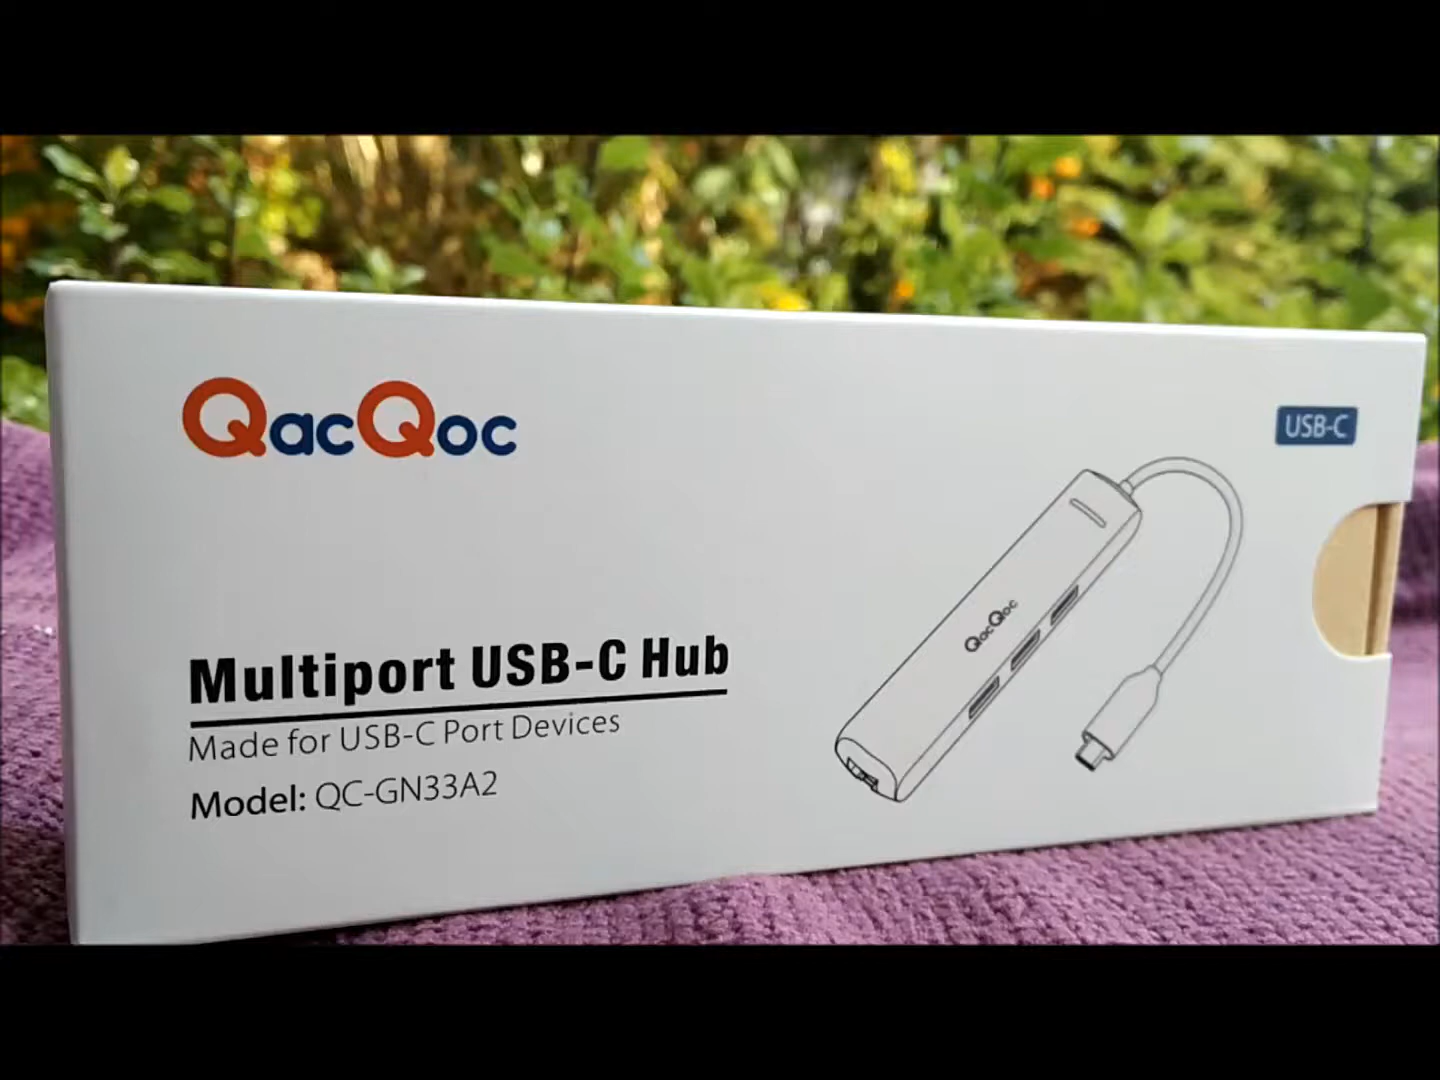 QacQoc
USB-C
QacQoc
Multiport USB-C Hub
Made for USB-C Port Devices
Model: QC-GN33A2